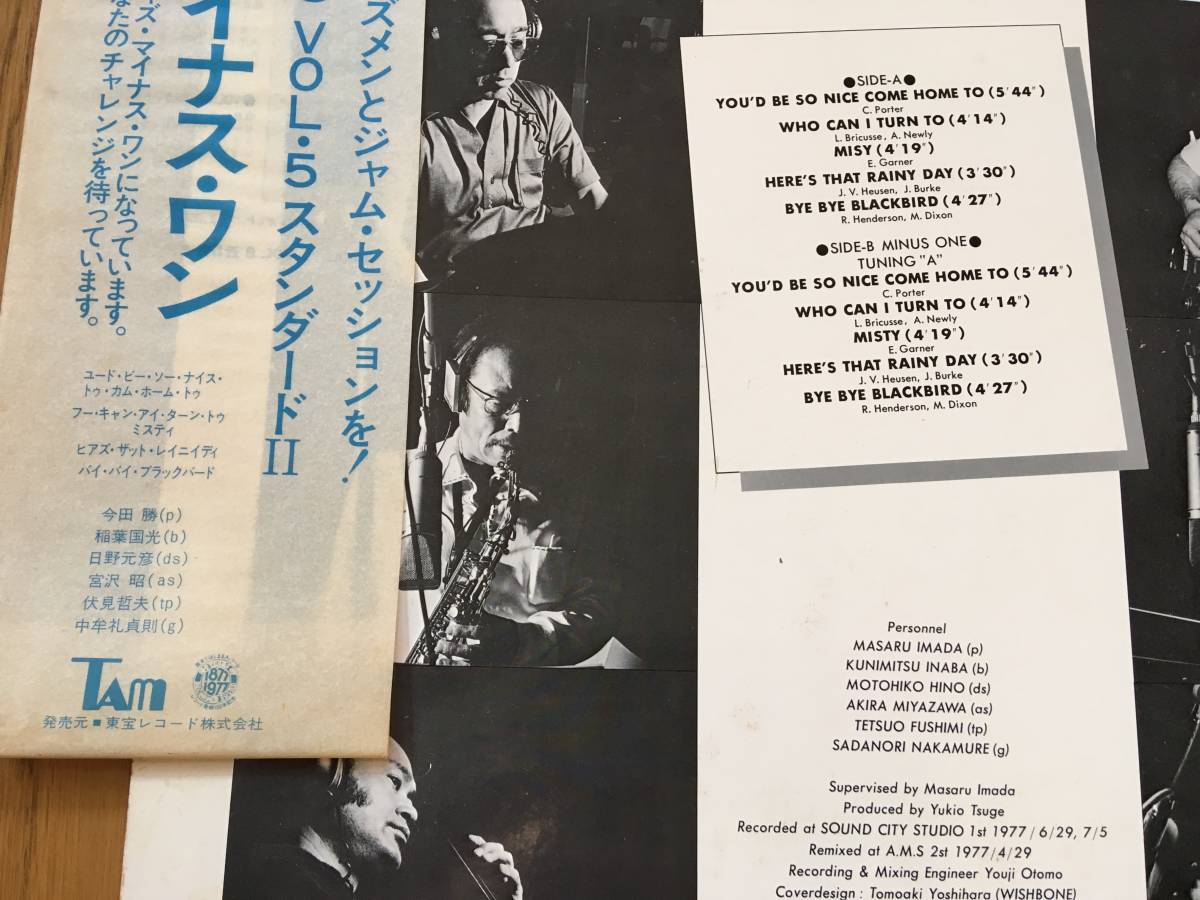 ズメンとジャム・セッションを!
VOL・5 スタンダードII
イナス・ワン
イズ・マイナス・ワンになっています。
なたのチャレンジを待っています。
ユード・ビー・ソー・ナイス・
トゥ・カム・ホーム・トゥ
フー・キャン・アイ・ターン・トゥ
ミスティ
ヒアズ・ザット・レイニイディ
バイ・バイ・ブラックバード
今田 勝(p)
稲葉国光(b)
日野元彦(ds)
宮沢 昭(as)
伏見哲夫(tp)
中牟礼貞則(g)
TAM
1877
1977
発売元■東宝レコード株式会社
●SIDE-A●
YOU'D BE SO NICE COME HOME TO (5'44")
C. Porter
WHO CAN I TURN TO (4'14")
L. Bricusse, A. Newly
MISY (4'19")
E. Garner
HERE'S THAT RAINY DAY (3'30")
J. V. Heusen, J. Burke
BYE BYE BLACKBIRD (4'27")
R. Henderson, M. Dixon
●SIDE-B MINUS ONE●
TUNING "A"
YOU'D BE SO NICE COME HOME TO (5'44")
C. Porter
WHO CAN I TURN TO (4'14")
L. Bricusse, A. Newly
MISTY (4'19")
E. Garner
HERE'S THAT RAINY DAY (3'30")
J. V. Heusen, J. Burke
BYE BYE BLACKBIRD (4'27")
R. Henderson, M. Dixon
Personnel
MASARU IMADA (p)
KUNIMITSU INABA (b)
MOTOHIKO HINO (ds)
AKIRA MIYAZAWA (as)
TETSUO FUSHIMI (tp)
SADANORI NAKAMURE (g)
Supervised by Masaru Imada
Produced by Yukio Tsuge
Recorded at SOUND CITY STUDIO 1st 1977/6/29, 7/5
Remixed at A.M.S 2st 1977/4/29
Recording & Mixing Engineer Youji Otomo
Coverdesign : Tomoaki Yoshihara (WISHBONE)